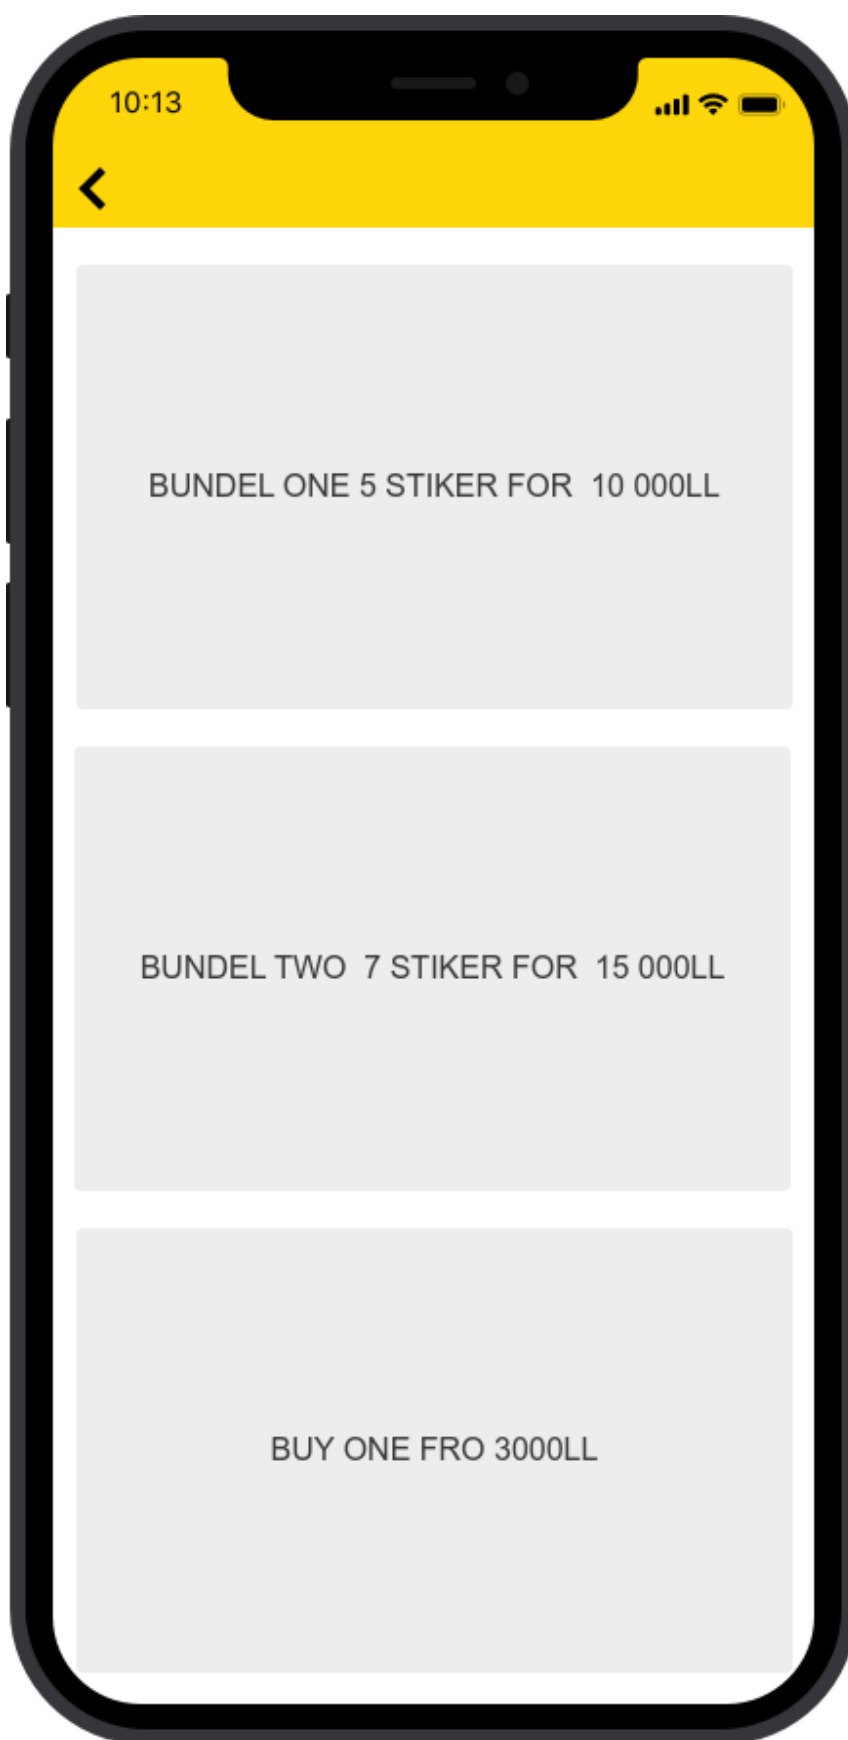 10:13
BUNDEL ONE 5 STIKER FOR  10 000LL
BUNDEL TWO  7 STIKER FOR  15 000LL
BUY ONE FRO 3000LL